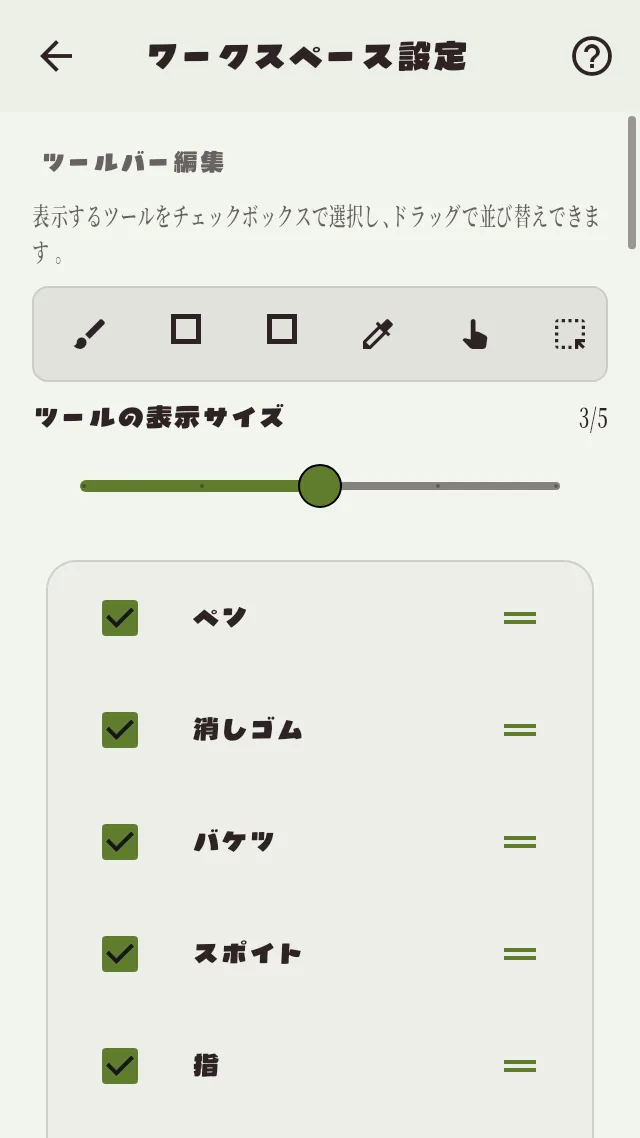 ワークスペース設定
ツールバー編集
表示するツールをチェックボックスで選択し、ドラッグで並び替えできま
す。
ツールの表示サイズ 3/5
ペン
消しゴム
バケツ
スポイト
指